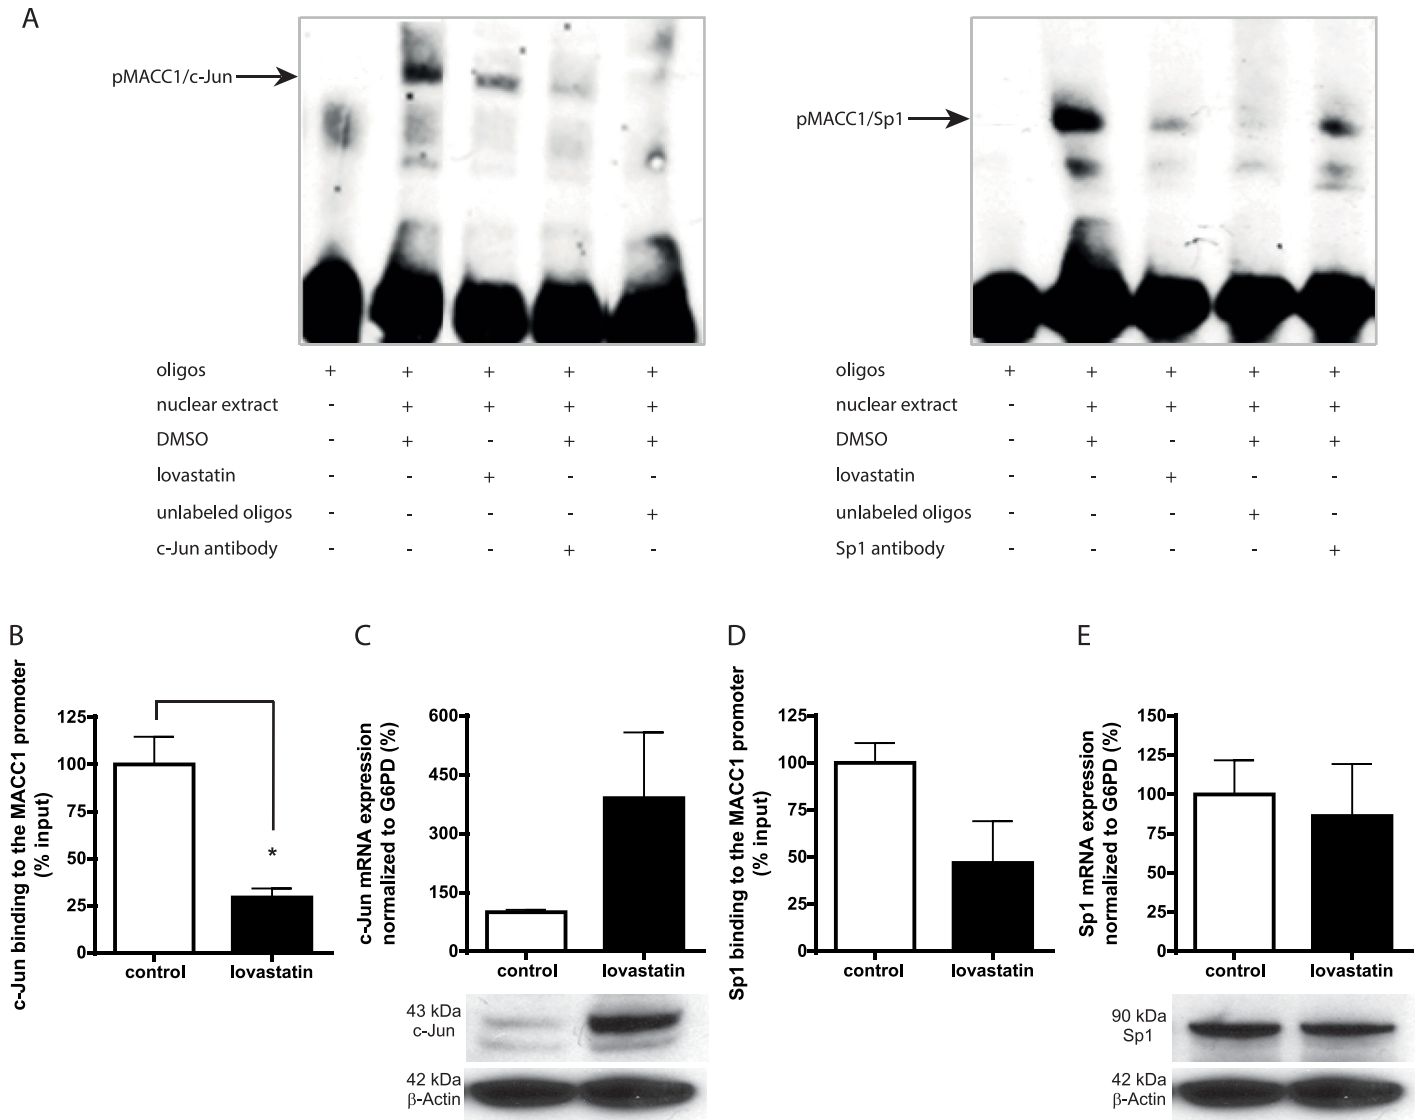 A
pMACC1/c-Jun
oligos + + + + +
nuclear extract - + + + +
DMSO - + - + +
lovastatin - - + - -
unlabeled oligos - - - - +
c-Jun antibody - - - + -
pMACC1/Sp1
oligos + + + + +
nuclear extract - + + + +
DMSO - + - + +
lovastatin - - + - -
unlabeled oligos - - - + -
Sp1 antibody - - - - +
B
c-Jun binding to the MACC1 promoter
(% input)
125
100
75
50
25
0
*
control lovastatin
C
c-Jun mRNA expression
normalized to G6PD (%)
600
450
300
150
0
control lovastatin
43 kDa
c-Jun
42 kDa
β-Actin
D
Sp1 binding to the MACC1 promoter
(% input)
125
100
75
50
25
0
control lovastatin
E
Sp1 mRNA expression
normalized to G6PD (%)
150
125
100
75
50
25
0
control lovastatin
90 kDa
Sp1
42 kDa
β-Actin